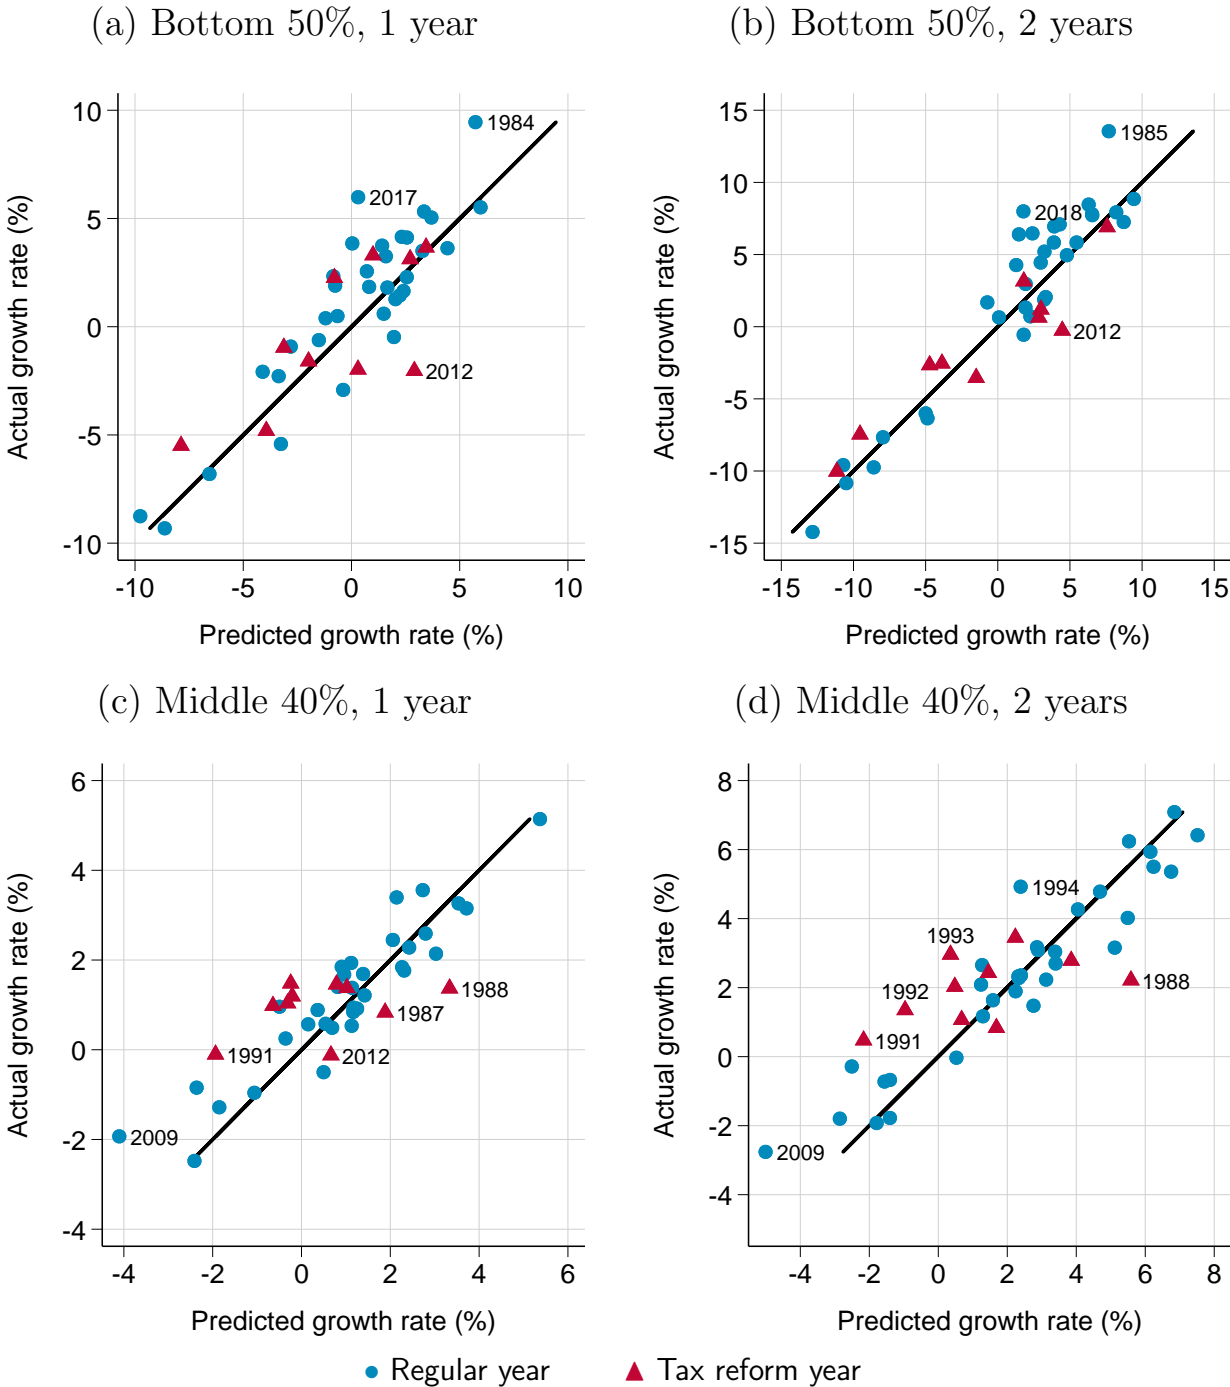 (a) Bottom 50%, 1 year
(b) Bottom 50%, 2 years
10
5
0
-5
-10
Actual growth rate (%)
1984
2017
2012
-10 -5 0 5 10
Predicted growth rate (%)
15
10
5
0
-5
-10
-15
Actual growth rate (%)
1985
2018
2012
-15 -10 -5 0 5 10 15
Predicted growth rate (%)
(c) Middle 40%, 1 year
(d) Middle 40%, 2 years
6
4
2
0
-2
-4
Actual growth rate (%)
1988
1987
1991
2012
2009
-4 -2 0 2 4 6
Predicted growth rate (%)
8
6
4
2
0
-2
-4
Actual growth rate (%)
1994
1993
1988
1992
1991
2009
-4 -2 0 2 4 6 8
Predicted growth rate (%)
Regular year
Tax reform year